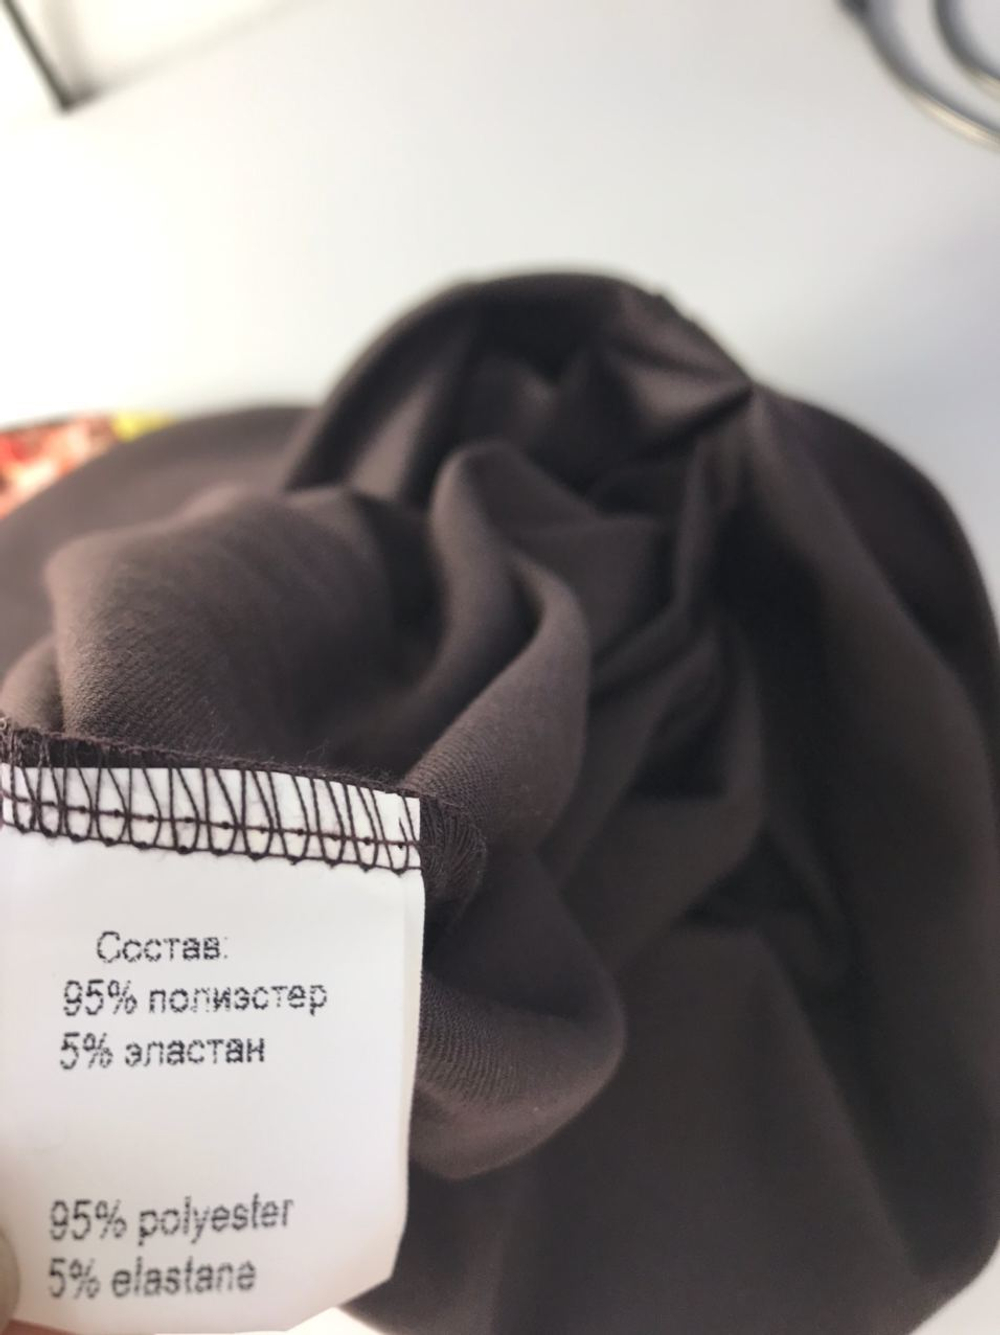 Состав:
95% полиэстер
5% эластан
95% polyester
5% elastane